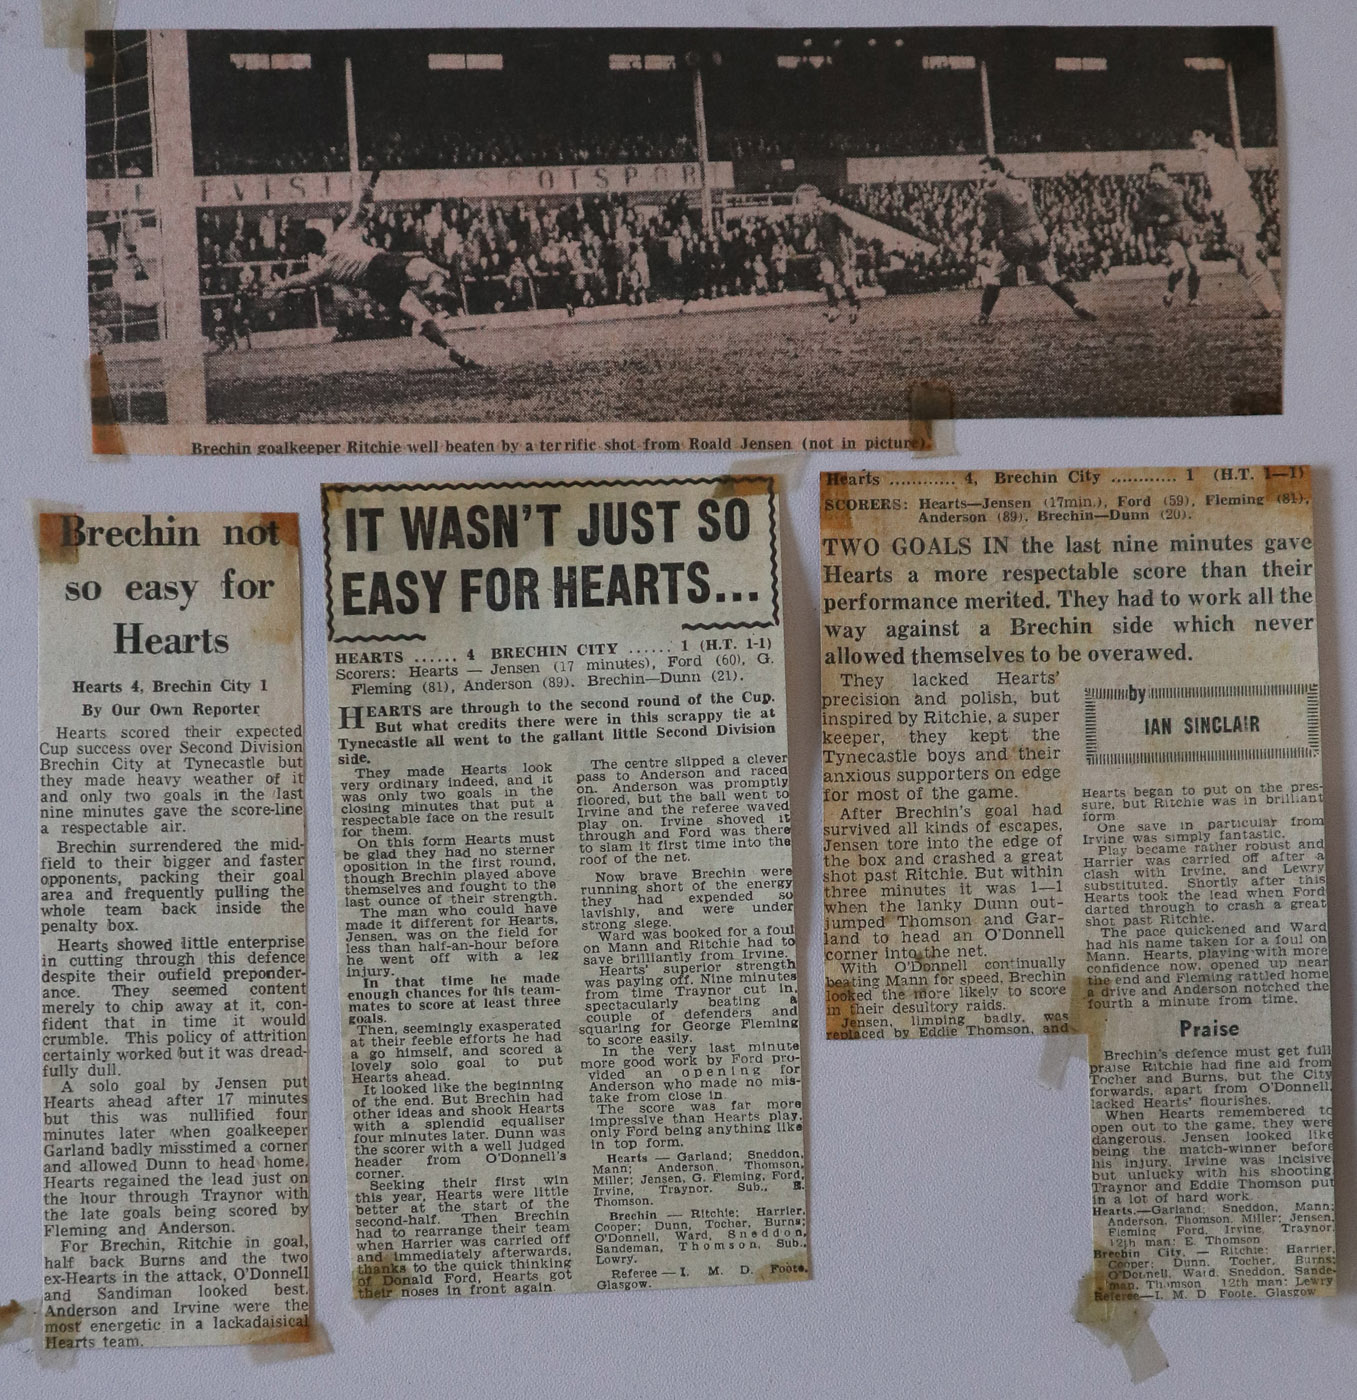 EVISI SCOTSPORT
Brechin goalkeeper Ritchie well beaten by a terrific shot from Roald Jensen (not in picture).
Brechin not
so easy for
Hearts
Hearts 4, Brechin City 1
By Our Own Reporter
Hearts scored their expected
Cup success over Second Division
Brechin City at Tynecastle but
they made heavy weather of it
and only two goals in the last
nine minutes gave the score-line
a respectable air.
Brechin surrendered the mid-
field to their bigger and faster
opponents, packing their goal
area and frequently pulling the
whole team back inside the
penalty box.
Hearts showed little enterprise
in cutting through this defence
despite their oufield preponder-
ance. They seemed content
merely to chip away at it, con-
fident that in time it would
crumble. This policy of attrition
certainly worked but it was dread-
fully dull.
A solo goal by Jensen put
Hearts ahead after 17 minutes
but this was nullified four
minutes later when goalkeeper
Garland badly misstimed a corner
and allowed Dunn to head home.
Hearts regained the lead just on
the hour through Traynor with
the late goals being scored by
Fleming and Anderson.
For Brechin, Ritchie in goal,
half back Burns and the two
ex-Hearts in the attack, O'Donnell
and Sandiman looked best.
Anderson and Irvine were the
most energetic in a lackadaisical
Hearts team.
IT WASN'T JUST SO
EASY FOR HEARTS...
HEARTS ...... 4 BRECHIN CITY ...... 1 (H.T. 1-1)
Scorers: Hearts — Jensen (17 minutes), Ford (60), G.
Fleming (81), Anderson (89). Brechin—Dunn (21).
HEARTS are through to the second round of the Cup.
But what credits there were in this scrappy tie at
Tynecastle all went to the gallant little Second Division
side.
They made Hearts look
very ordinary indeed, and it
was only two goals in the
closing minutes that put a
respectable face on the result
for them.
On this form Hearts must
be glad they had no sterner
oposition in the first round,
though Brechin played above
themselves and fought to the
last ounce of their strength.
The man who could have
made it different for Hearts,
Jensen, was on the field for
less than half-an-hour before
he went off with a leg
injury.
In that time he made
enough chances for his team-
mates to score at least three
goals.
Then, seemingly exasperated
at their feeble efforts he had
a go himself, and scored a
lovely solo goal to put
Hearts ahead.
It looked like the beginning
of the end. But Brechin had
other ideas and shook Hearts
with a splendid equaliser
four minutes later. Dunn was
the scorer with a well judged
header from O'Donnell's
corner.
Seeking their first win
this year, Hearts were little
better at the start of the
second-half. Then Brechin
had to rearrange their team
when Harrier was carried off
and immediately afterwards,
thanks to the quick thinking
of Donald Ford, Hearts got
their noses in front again.
The centre slipped a clever
pass to Anderson and raced
on. Anderson was promptly
floored, but the ball went to
Irvine and the referee waved
play on. Irvine shoved it
through and Ford was there
to slam it first time into the
roof of the net.
Now brave Brechin were
running short of the energy
they had expended so
lavishly, and were under
strong siege.
Ward was booked for a foul
on Mann and Ritchie had to
save brilliantly from Irvine.
Hearts' superior strength
was paying off. Nine minutes
from time Traynor cut in,
spectacularly beating a
couple of defenders and
squaring for George Fleming
to score easily.
In the very last minute
more good work by Ford pro-
vided an opening for
Anderson who made no mis-
take from close in.
The score was far more
impressive than Hearts play,
only Ford being anything like
in top form.
Hearts — Garland; Sneddon,
Mann; Anderson, Thomson,
Miller; Jensen, G. Fleming, Ford,
Irvine, Traynor. Sub., E.
Thomson.
Brechin — Ritchie; Harrier,
Cooper; Dunn, Tocher, Burns;
O'Donnell, Ward, Sneddon,
Sandeman, Thomson, Sub.,
Lowry.
Referee — I. M. D. Foote,
Glasgow.
Hearts ............ 4, Brechin City ............ 1 (H.T. 1—1)
SCORERS: Hearts—Jensen (17min.), Ford (59), Fleming (81),
Anderson (89). Brechin—Dunn (20).
TWO GOALS IN the last nine minutes gave
Hearts a more respectable score than their
performance merited. They had to work all the
way against a Brechin side which never
allowed themselves to be overawed.
They lacked Hearts'
precision and polish, but
inspired by Ritchie, a super
keeper, they kept the
Tynecastle boys and their
anxious supporters on edge
for most of the game.
After Brechin's goal had
survived all kinds of escapes,
Jensen tore into the edge of
the box and crashed a great
shot past Ritchie. But within
three minutes it was 1—1
when the lanky Dunn out-
jumped Thomson and Gar-
land to head an O'Donnell
corner into the net.
With O'Donnell continually
beating Mann for speed, Brechin
looked the more likely to score
in their desultory raids.
Jensen, limping badly, was
replaced by Eddie Thomson, and
by
IAN SINCLAIR
Hearts began to put on the pres-
sure, but Ritchie was in brilliant
form.
One save in particular from
Irvine was simply fantastic.
Play became rather robust and
Harrier was carried off after a
clash with Irvine, and Lewry
substituted. Shortly after this
Hearts took the lead when Ford
darted through to crash a great
shot past Ritchie.
The pace quickened and Ward
had his name taken for a foul on
Mann. Hearts, playing with more
confidence now, opened up near
the end and Fleming rattled home
a drive and Anderson notched the
fourth a minute from time.
Praise
Brechin's defence must get full
praise Ritchie had fine aid from
Tocher and Burns, but the City
forwards, apart from O'Donnell,
lacked Hearts' flourishes.
When Hearts remembered to
open out to the game, they were
dangerous. Jensen looked like
being the match-winner before
his injury. Irvine was incisive
but unlucky with his shooting.
Traynor and Eddie Thomson put
in a lot of hard work.
Hearts.—Garland; Sneddon, Mann;
Anderson, Thomson, Miller; Jensen,
Fleming Ford, Irvine, Traynor
12th man: E. Thomson
Brechin City. — Ritchie: Harrier,
Cooper; Dunn, Tocher, Burns;
O'Donnell, Ward, Sneddon, Sande-
man, Thomson 12th man: Lewry
Referee—I. M. D Foote, Glasgow